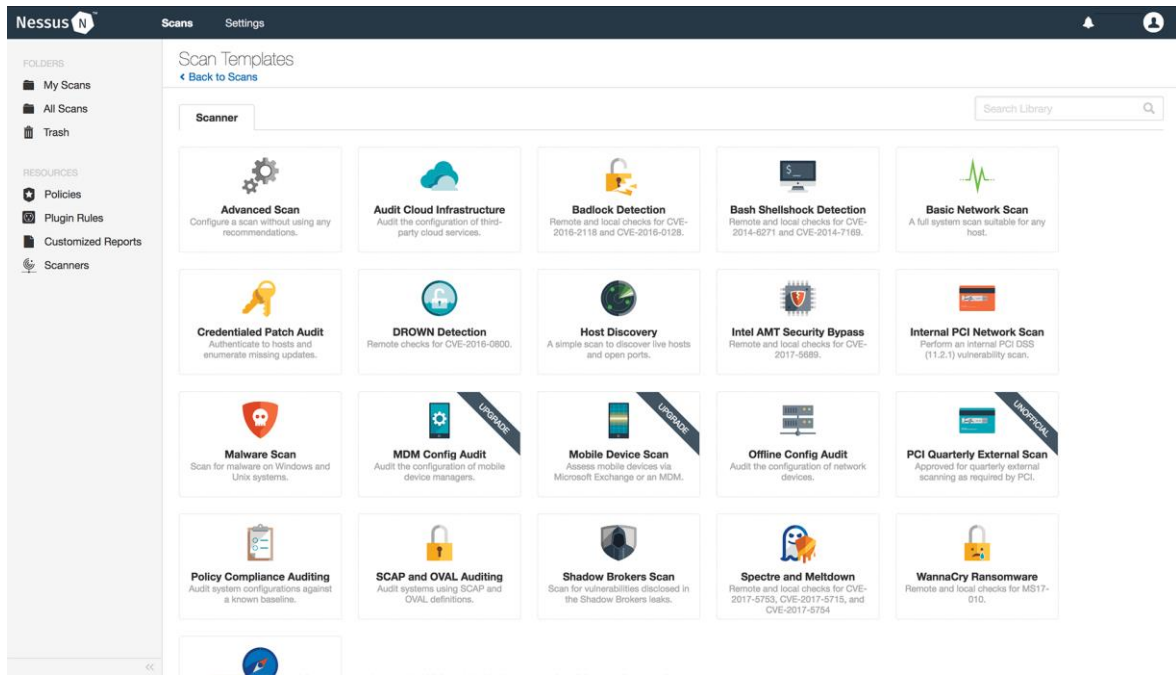 Nessus N
Scans Settings
FOLDERS
My Scans
All Scans
Trash
RESOURCES
Policies
Plugin Rules
Customized Reports
Scanners
Scan Templates
Back to Scans
Scanner
Search Library
Advanced Scan
Configure a scan without using any
recommendations.
Audit Cloud Infrastructure
Audit the configuration of third-
party cloud services.
Badlock Detection
Remote and local checks for CVE-
2016-2118 and CVE-2016-0128.
$_
Bash Shellshock Detection
Remote and local checks for CVE-
2014-6271 and CVE-2014-7169.
Basic Network Scan
A full system scan suitable for any
host.
Credentialed Patch Audit
Authenticate to hosts and
enumerate missing updates.
DROWN Detection
Remote checks for CVE-2016-0800.
Host Discovery
A simple scan to discover live hosts
and open ports.
Intel AMT Security Bypass
Remote and local checks for CVE-
2017-5689.
Internal PCI Network Scan
Perform an internal PCI DSS
(11.2.1) vulnerability scan.
Malware Scan
Scan for malware on Windows and
Unix systems.
UPGRADE
MDM Config Audit
Audit the configuration of mobile
device managers.
UPGRADE
Mobile Device Scan
Assess mobile devices via
Microsoft Exchange or an MDM.
Offline Config Audit
Audit the configuration of network
devices.
UNOFFICIAL
PCI Quarterly External Scan
Approved for quarterly external
scanning as required by PCI.
Policy Compliance Auditing
Audit system configurations against
a known baseline.
SCAP and OVAL Auditing
Audit systems using SCAP and
OVAL definitions.
Shadow Brokers Scan
Scan for vulnerabilities disclosed in
the Shadow Brokers leaks.
Spectre and Meltdown
Remote and local checks for CVE-
2017-5753, CVE-2017-5715, and
CVE-2017-5754
WannaCry Ransomware
Remote and local checks for MS17-
010.